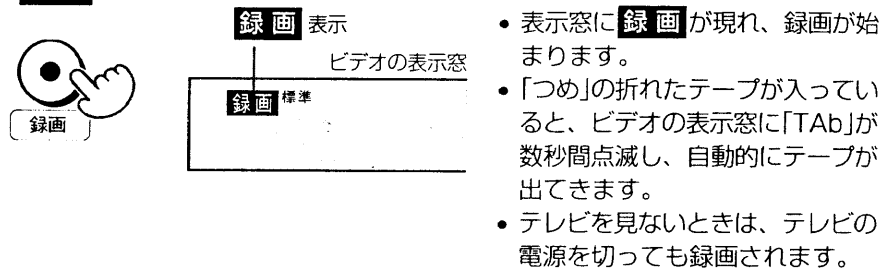 録画 表示
ビデオの表示窓
録画 標準
録画
• 表示窓に 録画 が現れ、録画が始
まります。
• 「つめ」の折れたテープが入ってい
ると、ビデオの表示窓に「TAb」が
数秒間点滅し、自動的にテープが
出てきます。
• テレビを見ないときは、テレビの
電源を切っても録画されます。